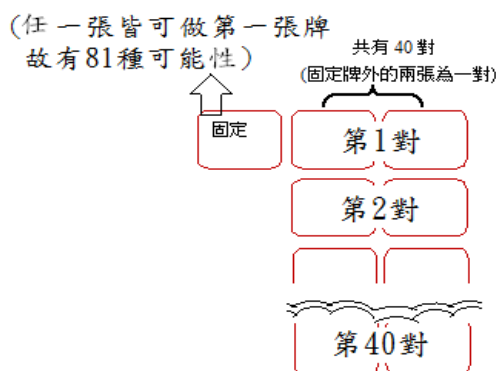 (任一張皆可做第一張牌
故有81種可能性)
共有 40 對
(固定牌外的兩張為一對)
固定
第1對
第2對
第40對